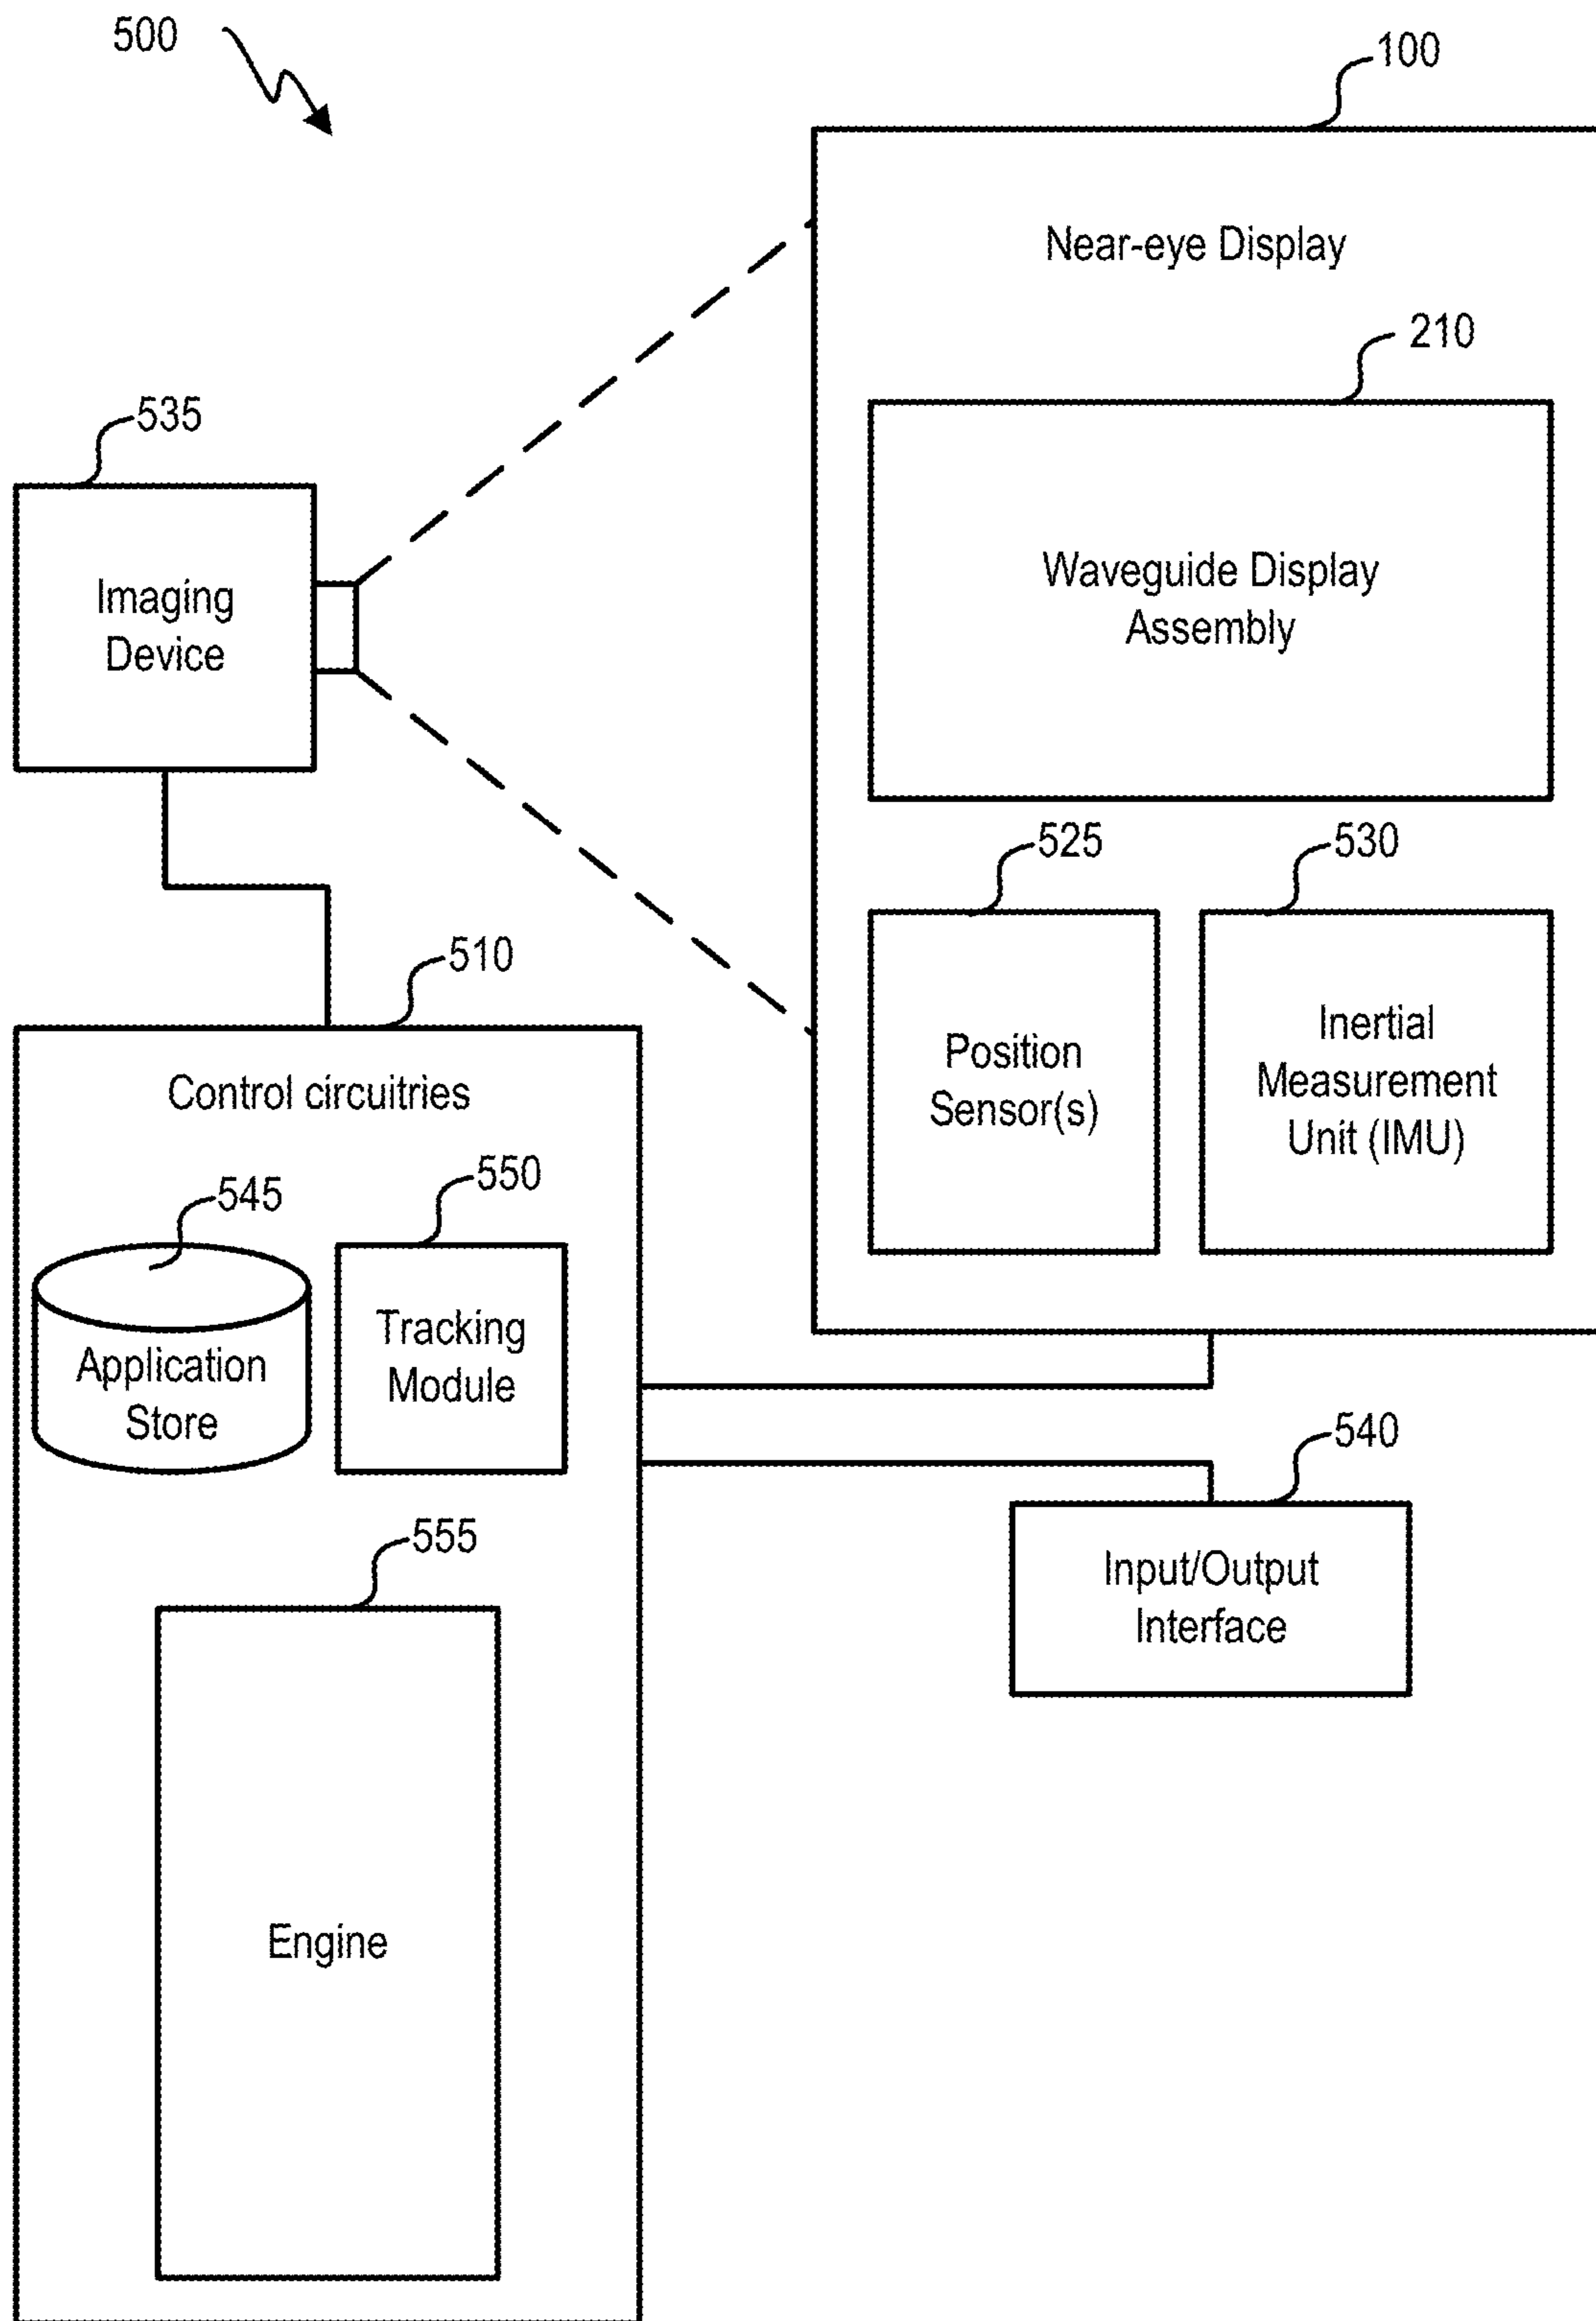 500
100
Near-eye Display
210
535
Waveguide Display
Assembly
Imaging
Device
525
530
510
Position
Sensor(s)
Inertial
Measurement
Unit (IMU)
Control circuitries
545
550
Application
Store
Tracking
Module
540
555
Input/Output
Interface
Engine